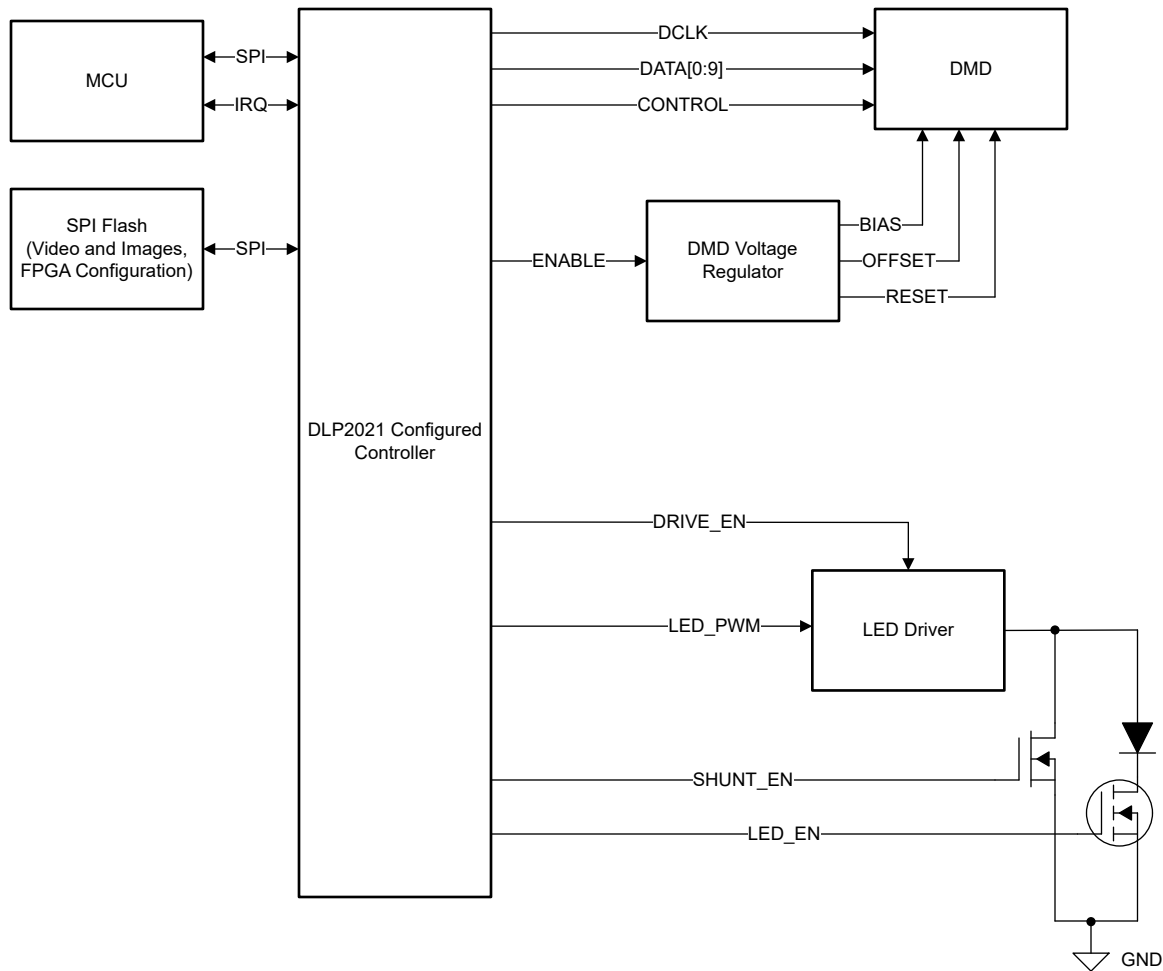 MCU
SPI
IRQ
SPI Flash
(Video and Images,
FPGA Configuration)
SPI
DLP2021 Configured
Controller
DCLK
DATA[0:9]
CONTROL
DMD
ENABLE
DMD Voltage
Regulator
BIAS
OFFSET
RESET
DRIVE_EN
LED_PWM
LED Driver
SHUNT_EN
LED_EN
GND